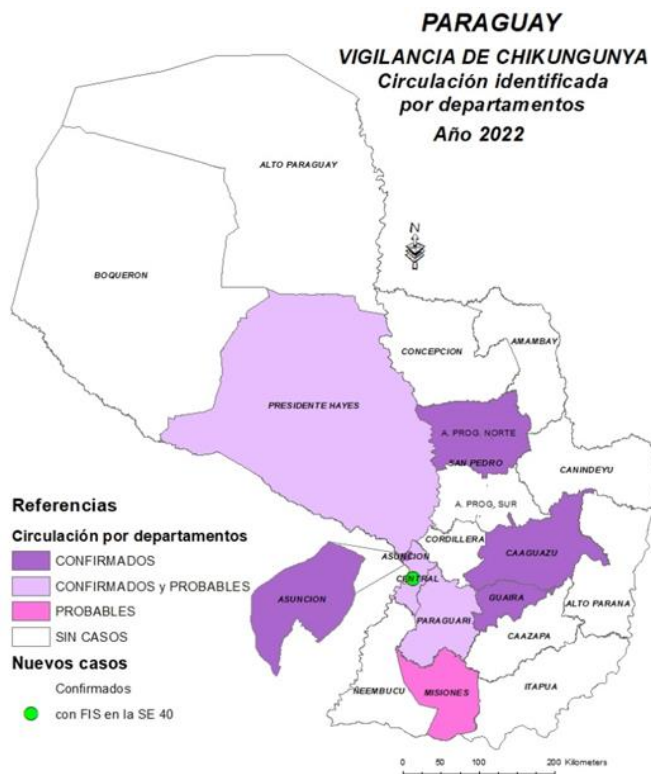 PARAGUAY
VIGILANCIA DE CHIKUNGUNYA
Circulación identificada
por departamentos
Año 2022
ALTO PARAGUAY
N
BOQUERON
CONCEPCION
AMAMBAY
PRESIDENTE HAYES
A. PROG. NORTE
SAN PEDRO
CANINDEYU
A. PROG, SUR
CORDILLERA
ASUNCION
CENTRAL
CAAGUAZU
ASUNCION
GUAIRA
ALTO PARANA
PARAGUARI
CAAZAPA
ÑEEMBUCU
MISIONES
ITAPUA
Referencias
Circulación por departamentos
CONFIRMADOS
CONFIRMADOS y PROBABLES
PROBABLES
SIN CASOS
Nuevos casos
Confirmados
con FIS en la SE 40
0 50 100 200 Kilometers